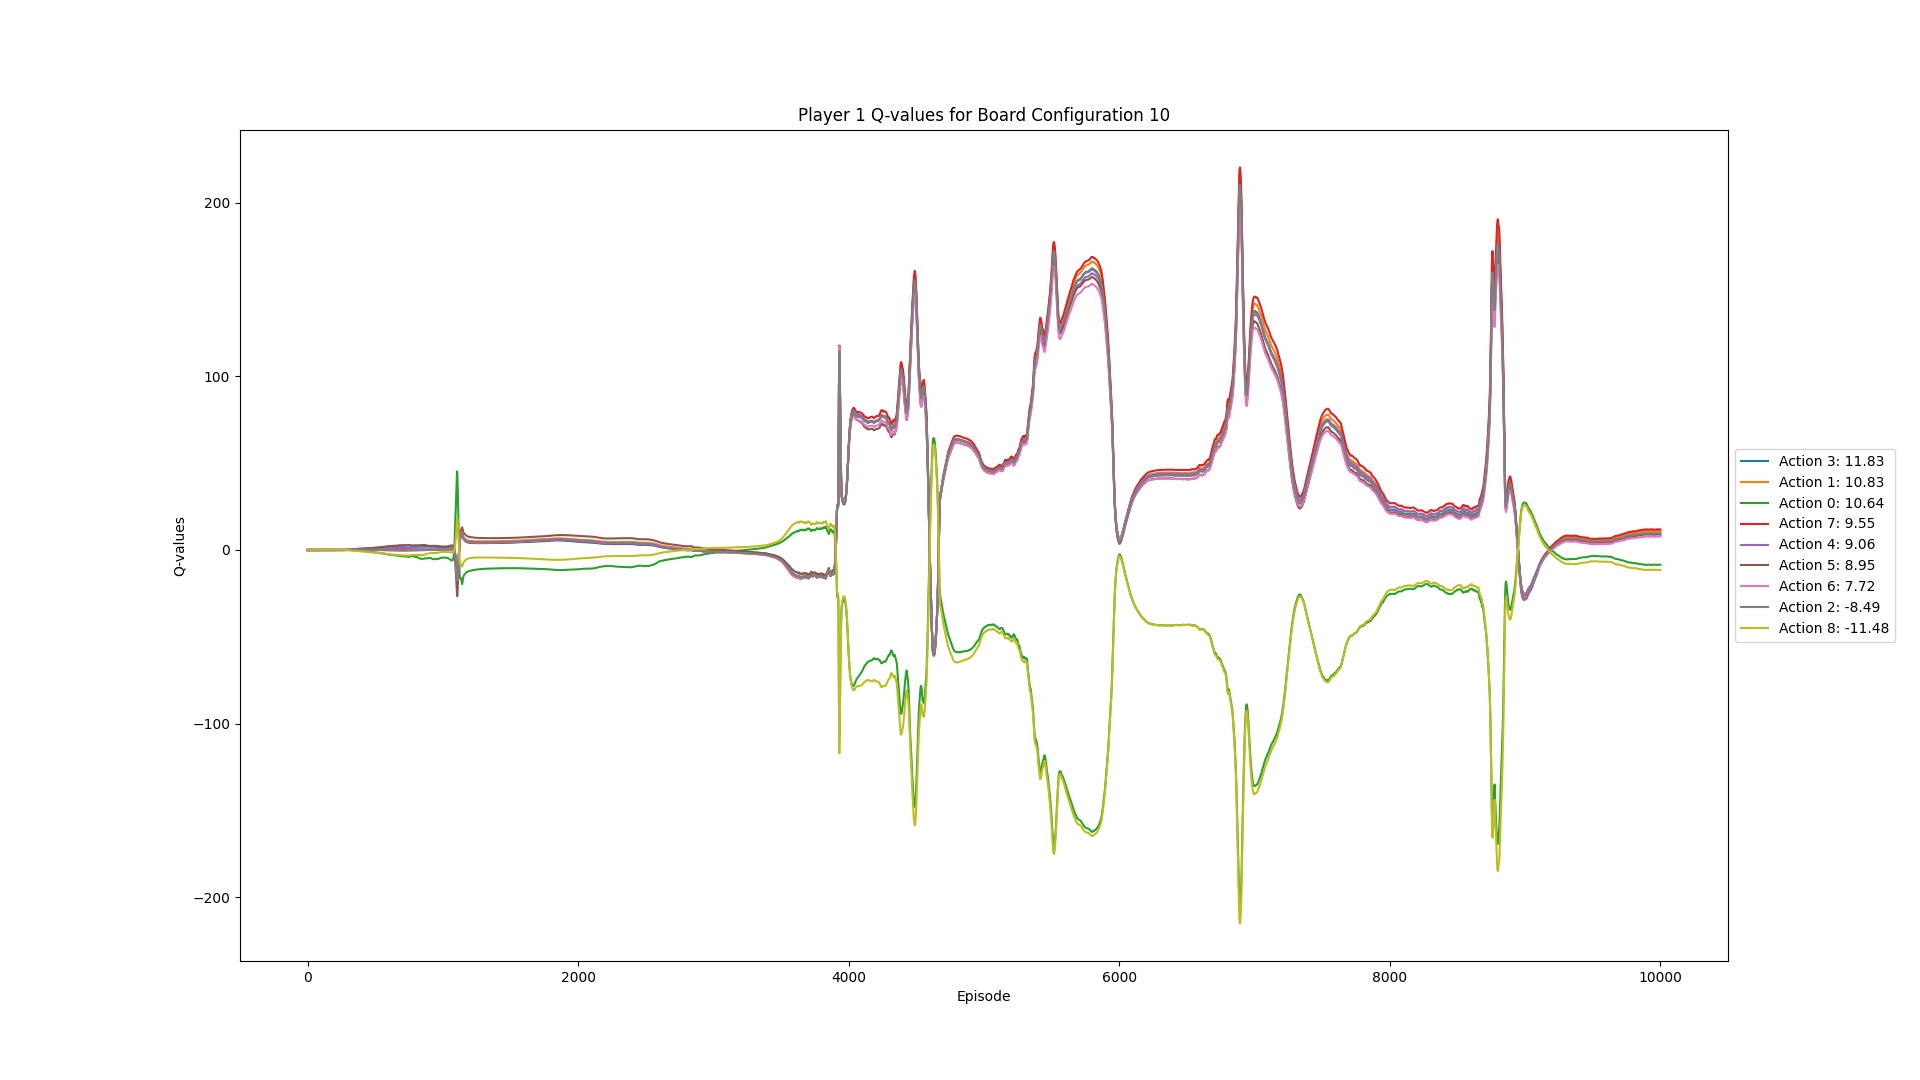 Player 1 Q-values for Board Configuration 10
Q-values
200
100
0
−100
−200
0
2000
4000
6000
8000
10000
Episode
Action 3: 11.83
Action 1: 10.83
Action 0: 10.64
Action 7: 9.55
Action 4: 9.06
Action 5: 8.95
Action 6: 7.72
Action 2: -8.49
Action 8: -11.48